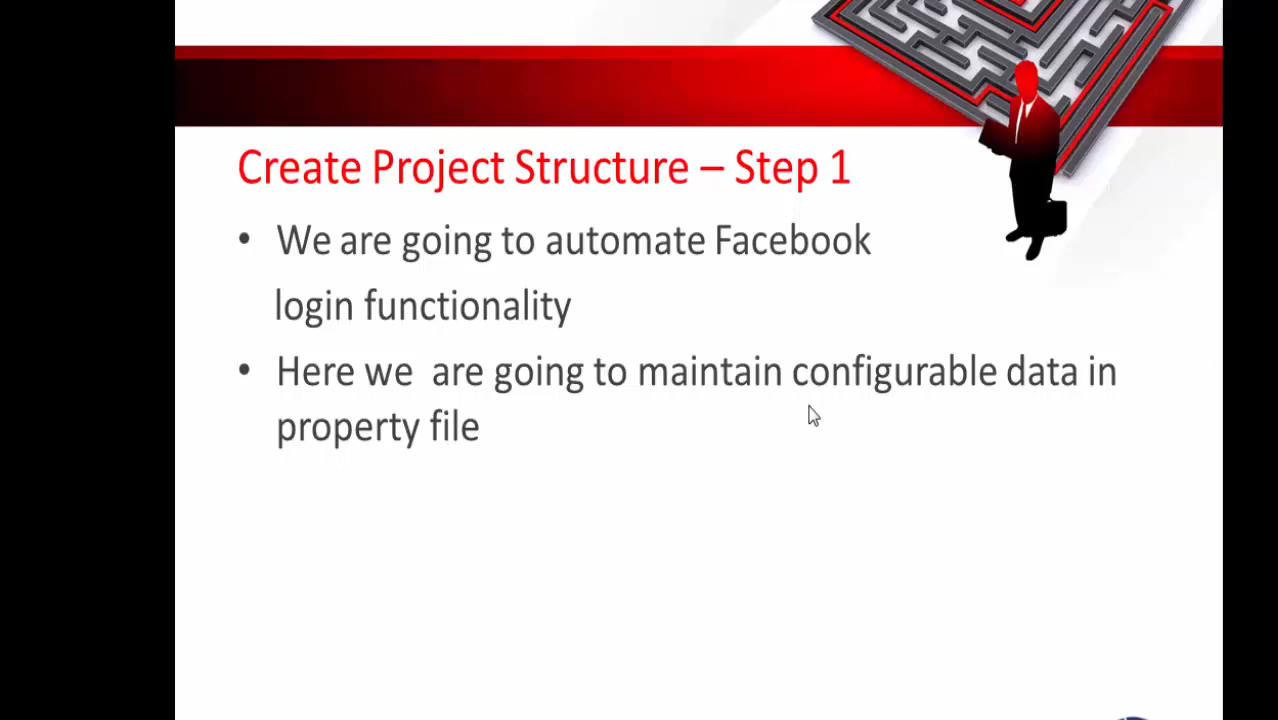 Create Project Structure – Step 1
• We are going to automate Facebook
login functionality
• Here we are going to maintain configurable data in
property file